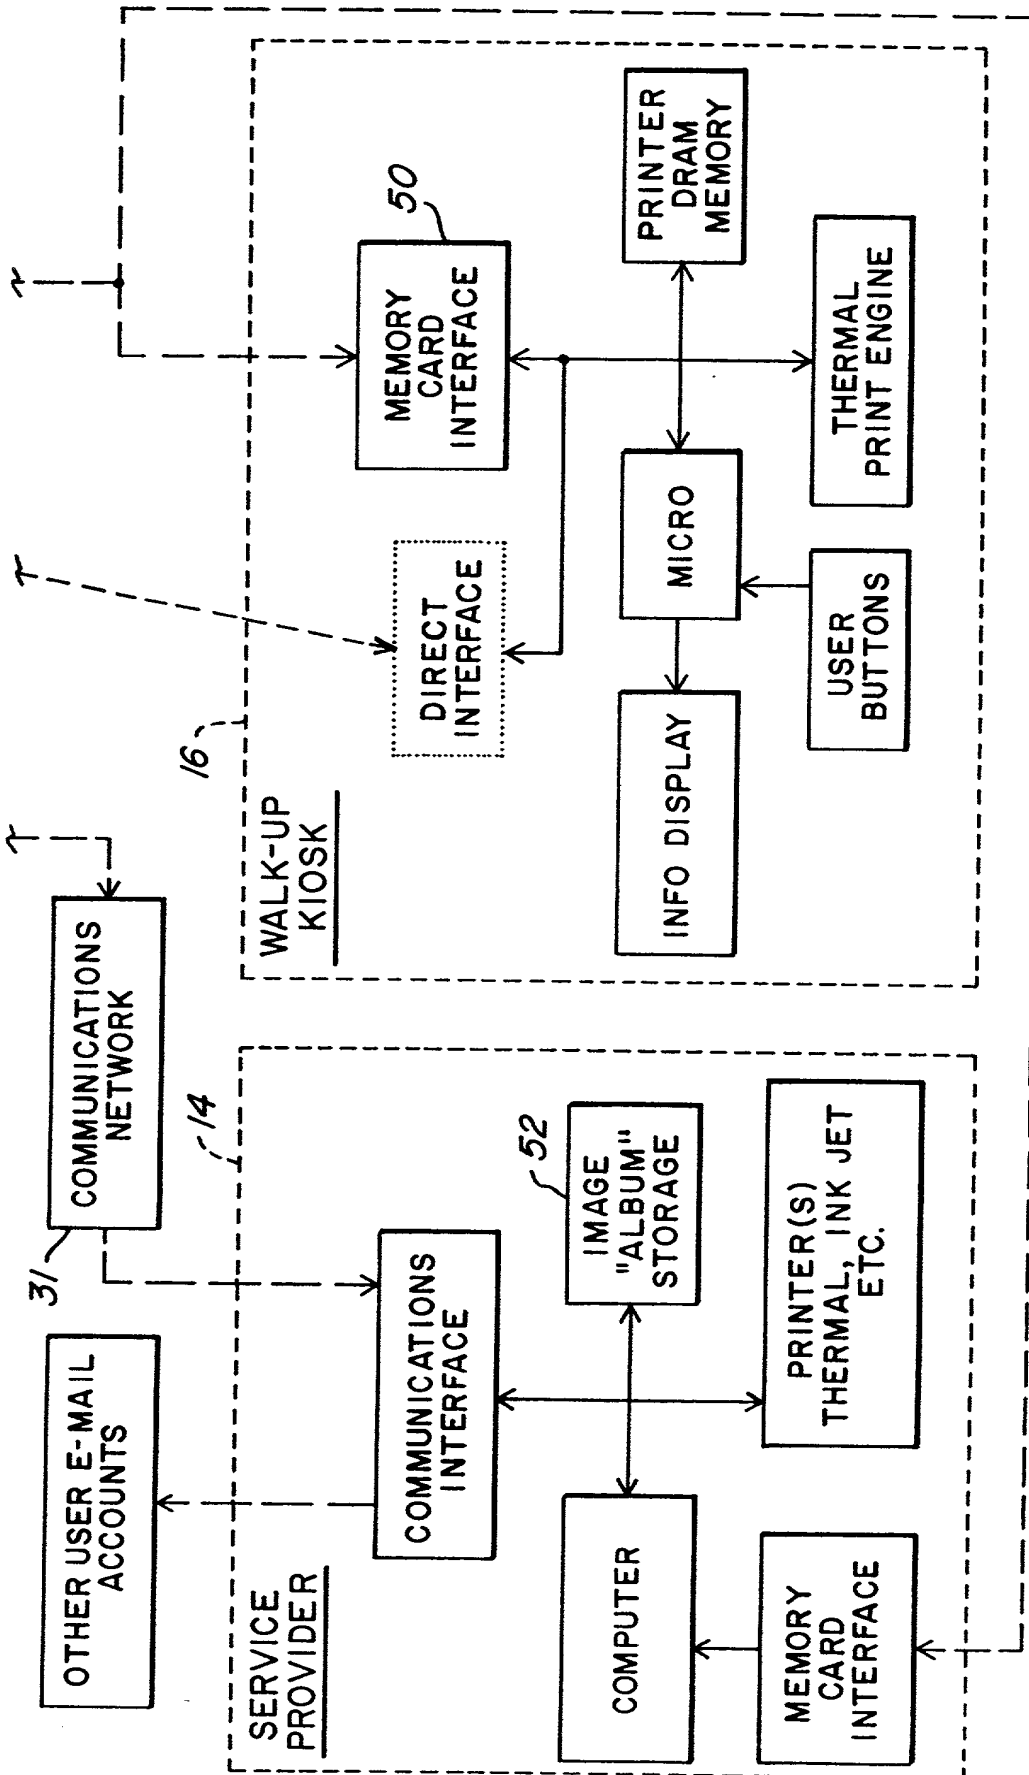 OTHER USER E-MAIL
ACCOUNTS
31
COMMUNICATIONS
NETWORK
SERVICE
PROVIDER
14
COMMUNICATIONS
INTERFACE
COMPUTER
IMAGE
"ALBUM"
STORAGE
52
MEMORY
CARD
INTERFACE
PRINTER(S)
THERMAL, INK JET
ETC.
WALK-UP
KIOSK
16
DIRECT
INTERFACE
MEMORY
CARD
INTERFACE
50
INFO DISPLAY
MICRO
PRINTER
DRAM
MEMORY
USER
BUTTONS
THERMAL
PRINT ENGINE